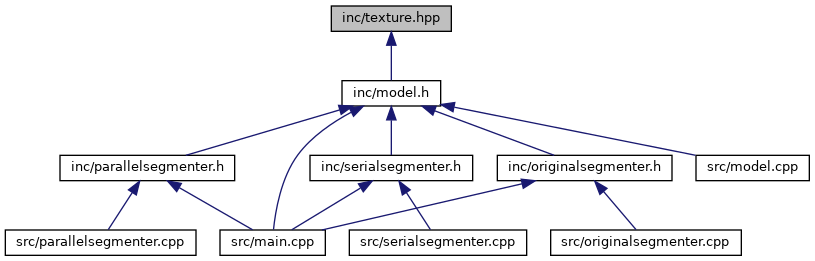 inc/texture.hpp
inc/model.h
inc/parallelsegmenter.h
inc/serialsegmenter.h
inc/originalsegmenter.h
src/model.cpp
src/parallelsegmenter.cpp
src/main.cpp
src/serialsegmenter.cpp
src/originalsegmenter.cpp